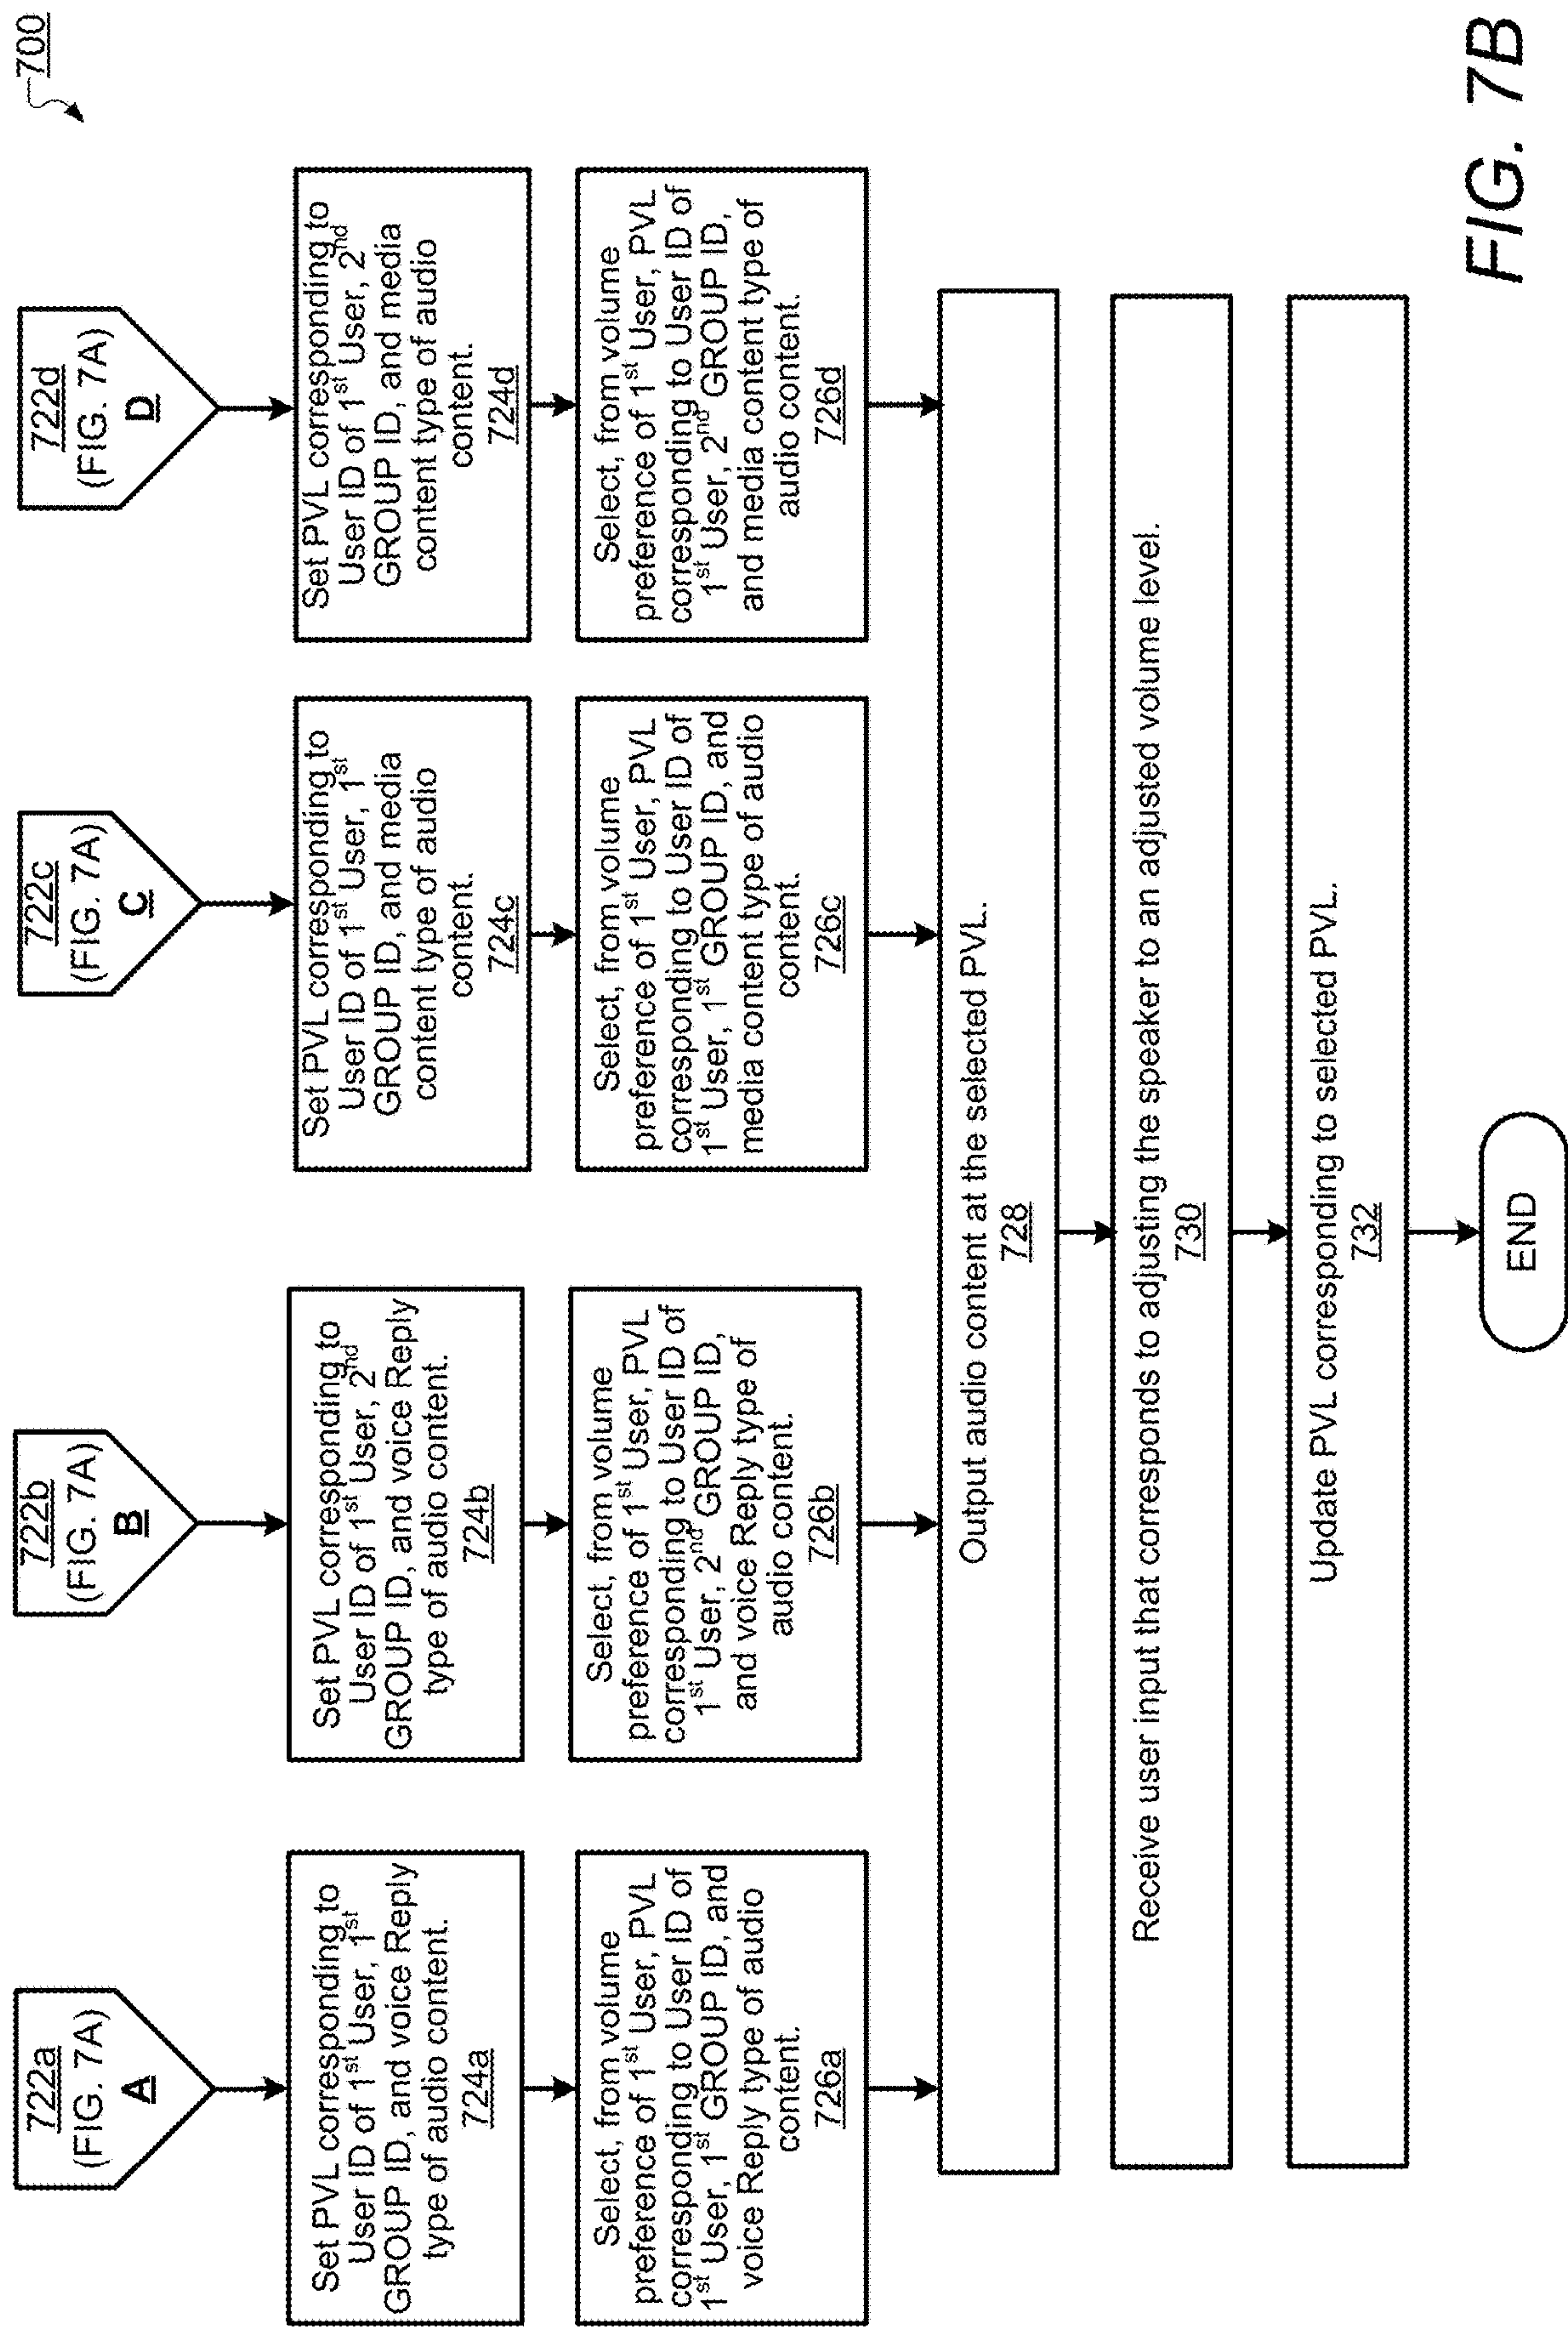 700
722a
(FIG. 7A)
A
Set PVL corresponding to
User ID of 1st User, 1st
GROUP ID, and voice Reply
type of audio content.
724a
Select, from volume
preference of 1st User, PVL
corresponding to User ID of
1st User, 1st GROUP ID, and
voice Reply type of audio
content.
726a
722b
(FIG. 7A)
B
Set PVL corresponding to
User ID of 1st User, 2nd
GROUP ID, and voice Reply
type of audio content.
724b
Select, from volume
preference of 1st User, PVL
corresponding to User ID of
1st User, 2nd GROUP ID,
and voice Reply type of
audio content.
726b
722c
(FIG. 7A)
C
Set PVL corresponding to
User ID of 1st User, 1st
GROUP ID, and media
content type of audio
content.
724c
Select, from volume
preference of 1st User, PVL
corresponding to User ID of
1st User, 1st GROUP ID, and
media content type of audio
content.
726c
722d
(FIG. 7A)
D
Set PVL corresponding to
User ID of 1st User, 2nd
GROUP ID, and media
content type of audio
content.
724d
Select, from volume
preference of 1st User, PVL
corresponding to User ID of
1st User, 2nd GROUP ID,
and media content type of
audio content.
726d
Output audio content at the selected PVL.
728
Receive user input that corresponds to adjusting the speaker to an adjusted volume level.
730
Update PVL corresponding to selected PVL.
732
END
FIG. 7B